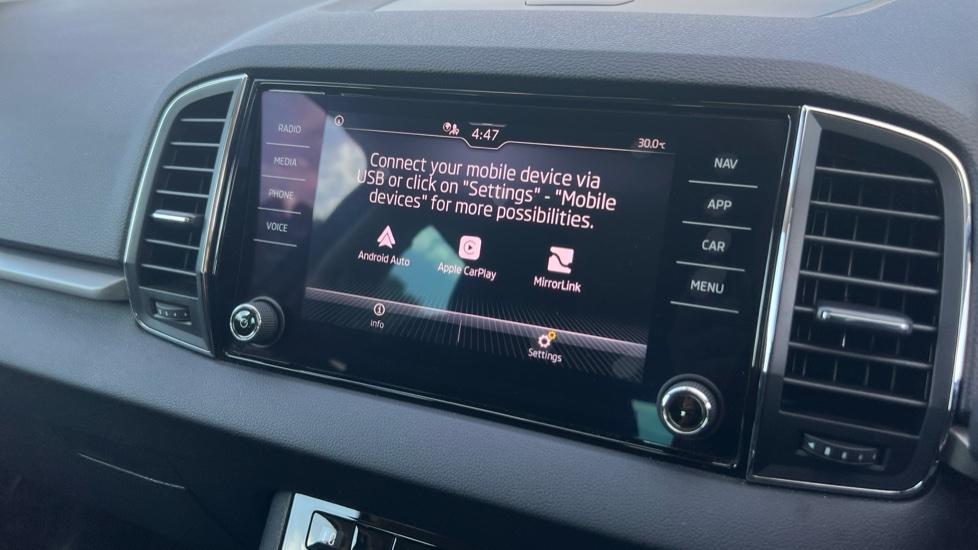 RADIO
MEDIA
PHONE
VOICE
4:47
30.0°C
Connect your mobile device via
USB or click on "Settings" - "Mobile
devices" for more possibilities.
Android Auto
Apple CarPlay
MirrorLink
info
Settings
NAV
APP
CAR
MENU